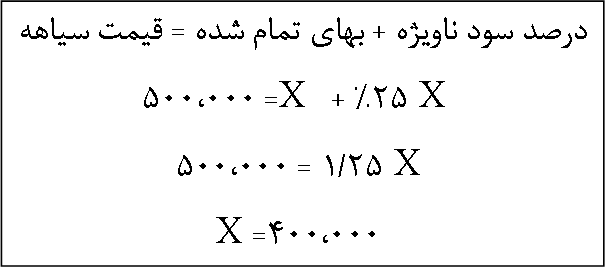 درصد سود ناویژه + بهای تمام شده = قیمت سیاهه
۵۰۰،۰۰۰ =X + ٪۲۵ X
۵۰۰،۰۰۰ = ۱/۲۵ X
X =۴۰۰،۰۰۰